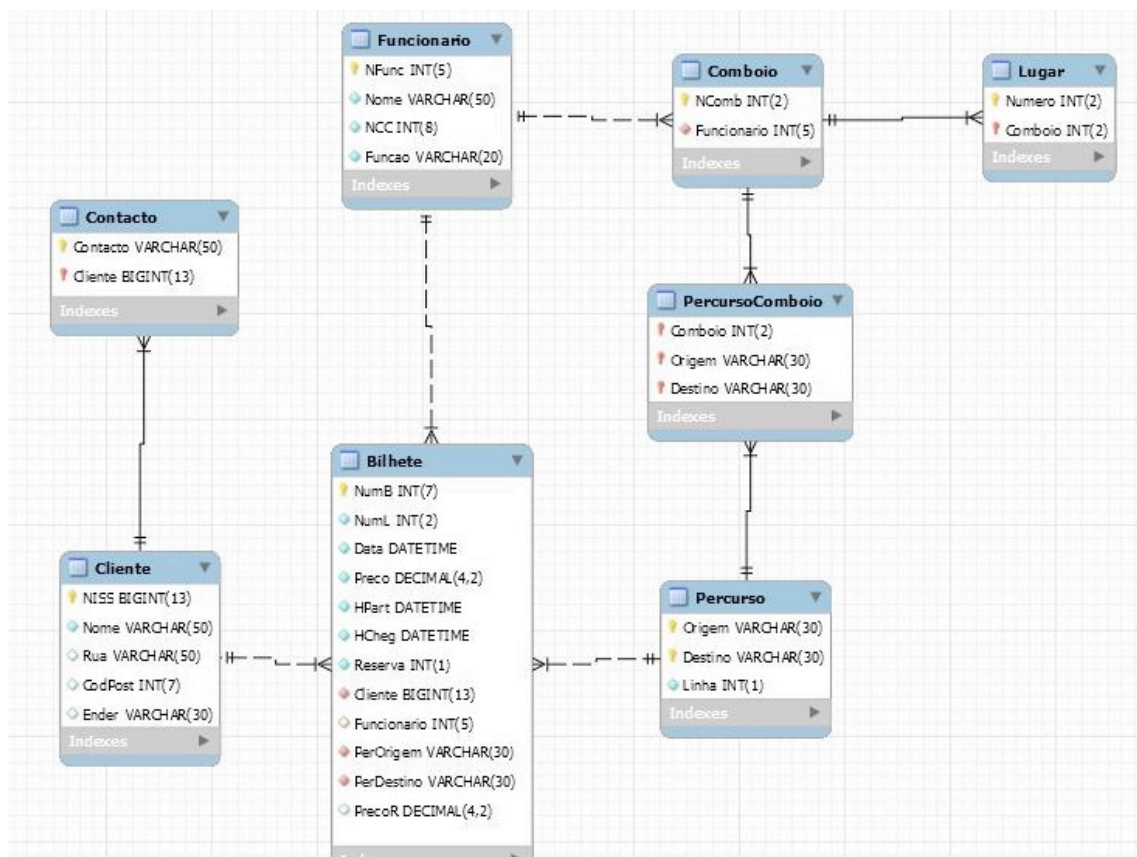 Funcionario
NFunc INT(5)
Nome VARCHAR(50)
NCC INT(8)
Funcao VARCHAR(20)
Indexes
Comboio
NComb INT(2)
Funcionario INT(5)
Indexes
Lugar
Numero INT(2)
Comboio INT(2)
Indexes
Contacto
Contacto VARCHAR(50)
Cliente BIGINT(13)
Indexes
PercursoComboio
Comboio INT(2)
Origem VARCHAR(30)
Destino VARCHAR(30)
Indexes
Bilhete
NumB INT(7)
NumL INT(2)
Data DATETIME
Preco DECIMAL(4,2)
HPart DATETIME
HCheg DATETIME
Reserva INT(1)
Cliente BIGINT(13)
Funcionario INT(5)
PerOrigem VARCHAR(30)
PerDestino VARCHAR(30)
PrecoR DECIMAL(4,2)
Cliente
NISS BIGINT(13)
Nome VARCHAR(50)
Rua VARCHAR(50)
CodPost INT(7)
Ender VARCHAR(30)
Indexes
Percurso
Origem VARCHAR(30)
Destino VARCHAR(30)
Linha INT(1)
Indexes